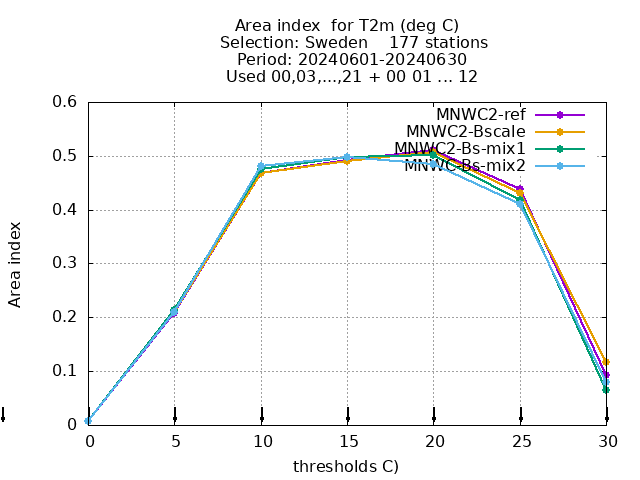 Area index  for T2m (deg C)
Selection: Sweden    177 stations
Period: 20240601-20240630
Used 00,03,...,21 + 00 01 ... 12
MNWC2-ref
MNWC2-Bscale
MNWC2-Bs-mix1
MNWC-Bs-mix2
0.6
0.5
0.4
0.3
0.2
0.1
0
Area index
0 5 10 15 20 25 30
thresholds C)